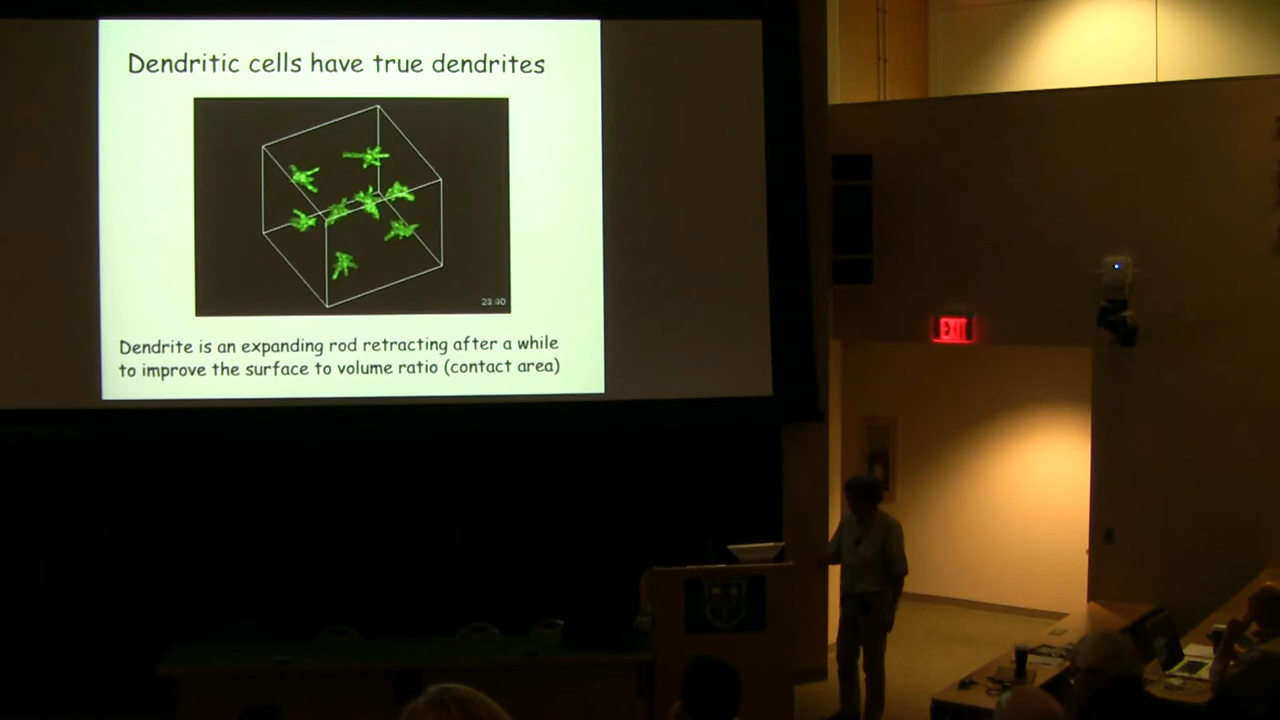 Dendritic cells have true dendrites
23:30
Dendrite is an expanding rod retracting after a while
to improve the surface to volume ratio (contact area)
EXIT